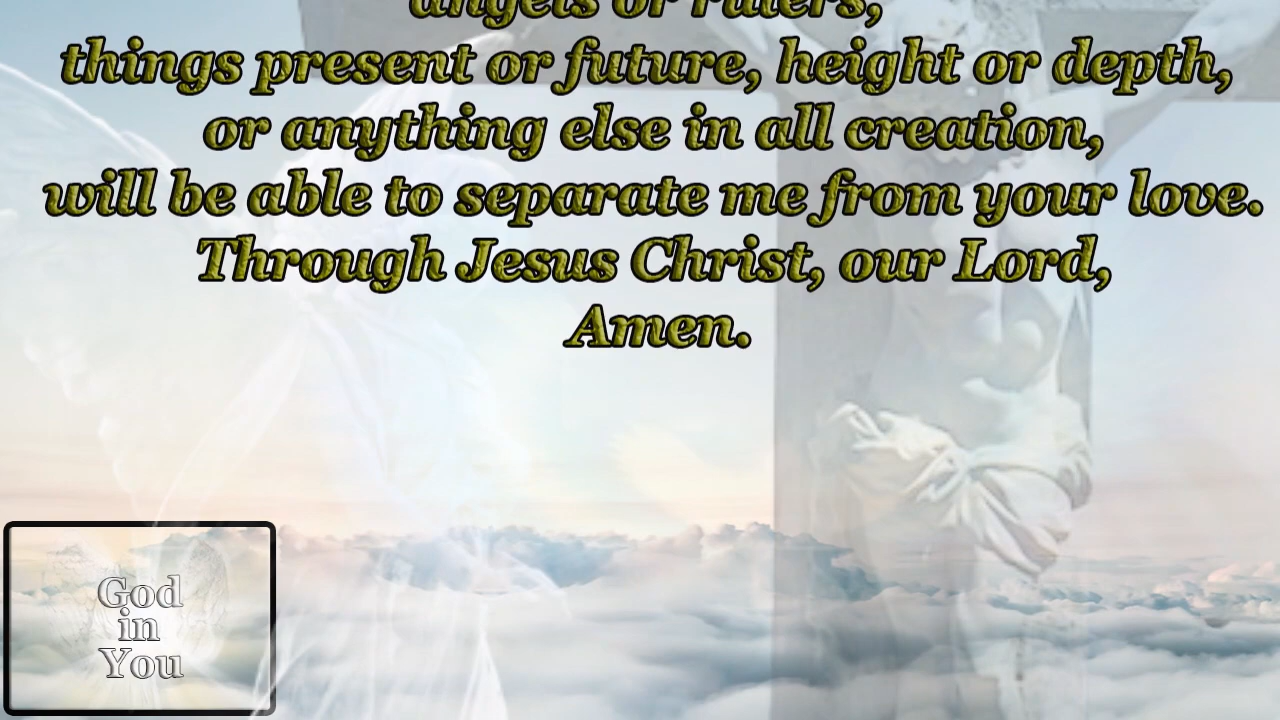 angels or rulers,
things present or future, height or depth,
or anything else in all creation,
will be able to separate me from your love.
Through Jesus Christ, our Lord,
Amen.
God
in
You